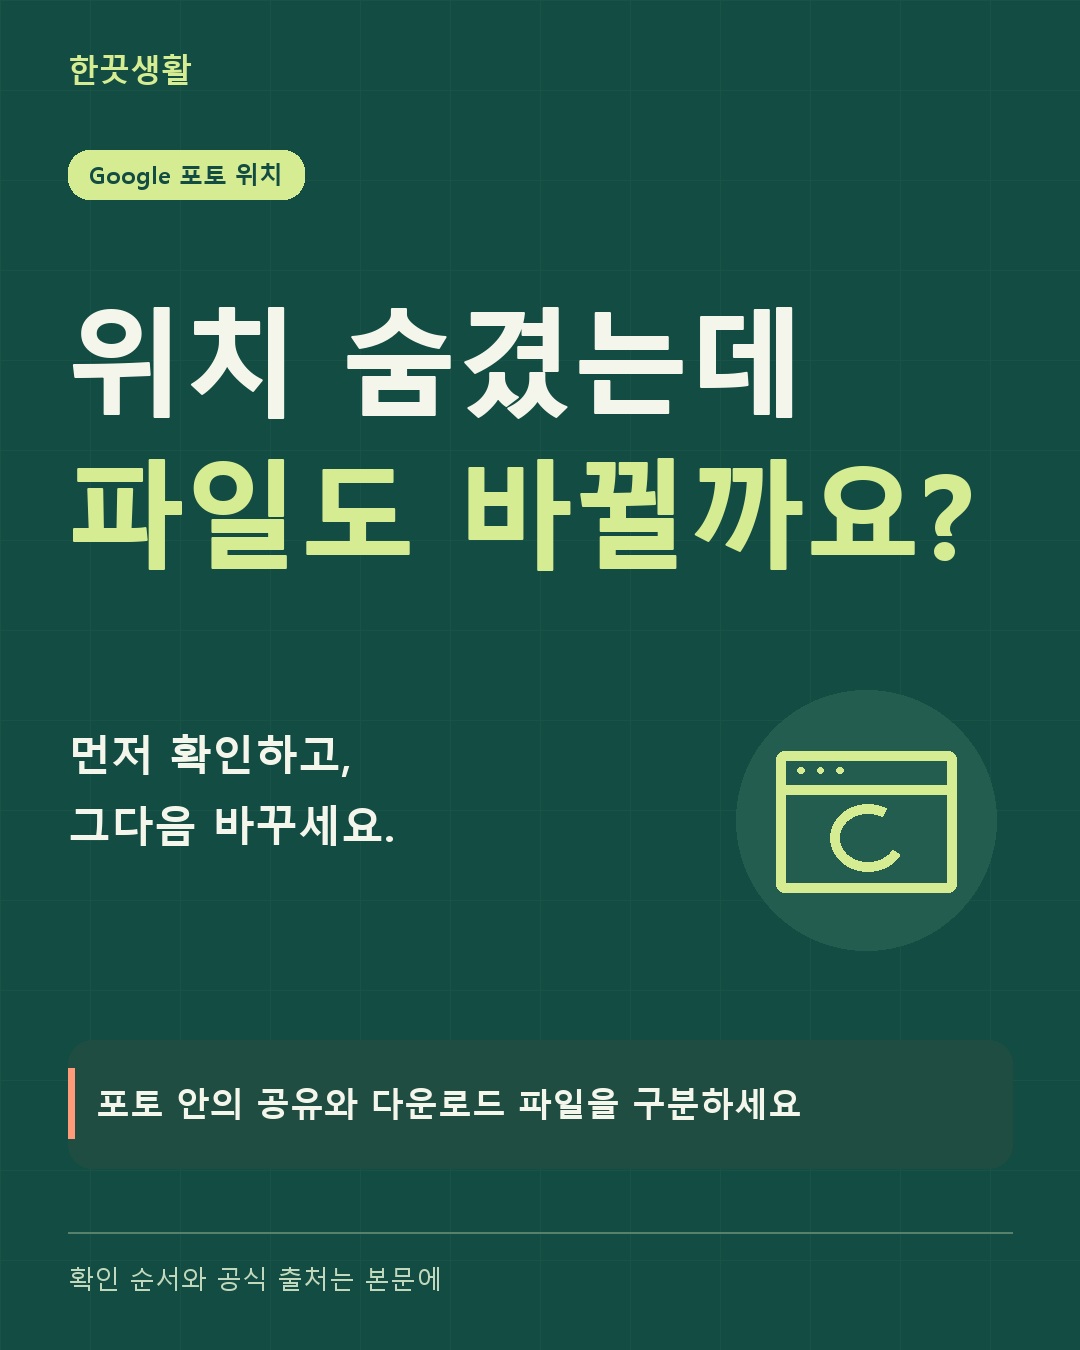 한끗생활
Google 포토 위치
위치 숨겼는데
파일도 바뀔까요?
먼저 확인하고,
그다음 바꾸세요.
포토 안의 공유와 다운로드 파일을 구분하세요
확인 순서와 공식 출처는 본문에